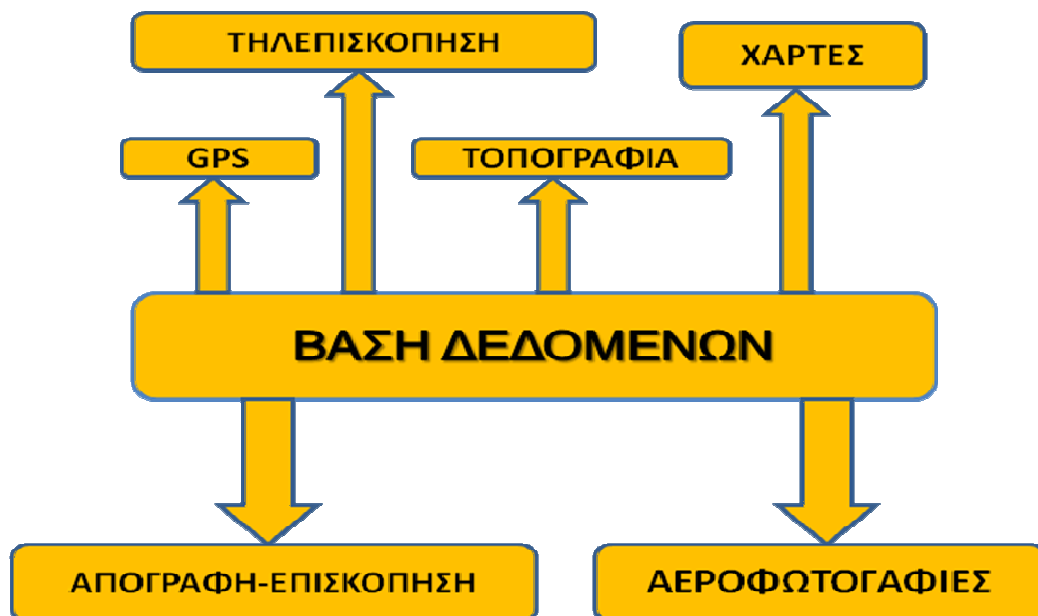 ΤΗΛΕΠΙΣΚΟΠΗΣΗ
ΧΑΡΤΕΣ
GPS
ΤΟΠΟΓΡΑΦΙΑ
ΒΑΣΗ ΔΕΔΟΜΕΝΩΝ
ΑΠΟΓΡΑΦΗ-ΕΠΙΣΚΟΠΗΣΗ
ΑΕΡΟΦΩΤΟΓΑΦΙΕΣ